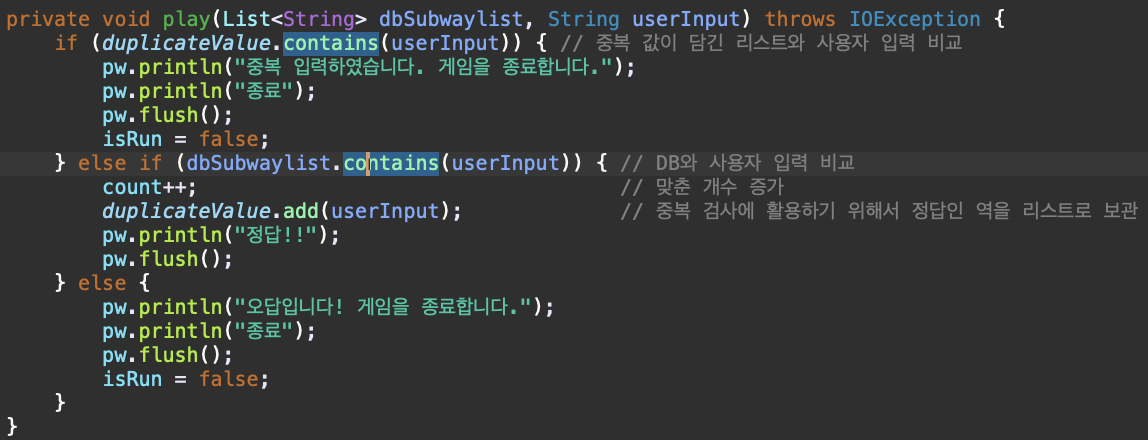 private void play(List<String> dbSubwaylist, String userInput) throws IOException {
    if (duplicateValue.contains(userInput)) { // 중복 값이 담긴 리스트와 사용자 입력 비교
        pw.println("중복 입력하였습니다. 게임을 종료합니다.");
        pw.println("종료");
        pw.flush();
        isRun = false;
    } else if (dbSubwaylist.contains(userInput)) { // DB와 사용자 입력 비교
        count++;                                    // 맞춘 개수 증가
        duplicateValue.add(userInput);              // 중복 검사에 활용하기 위해서 정답인 역을 리스트로 보관
        pw.println("정답!!");
        pw.flush();
    } else {
        pw.println("오답입니다! 게임을 종료합니다.");
        pw.println("종료");
        pw.flush();
        isRun = false;
    }
}